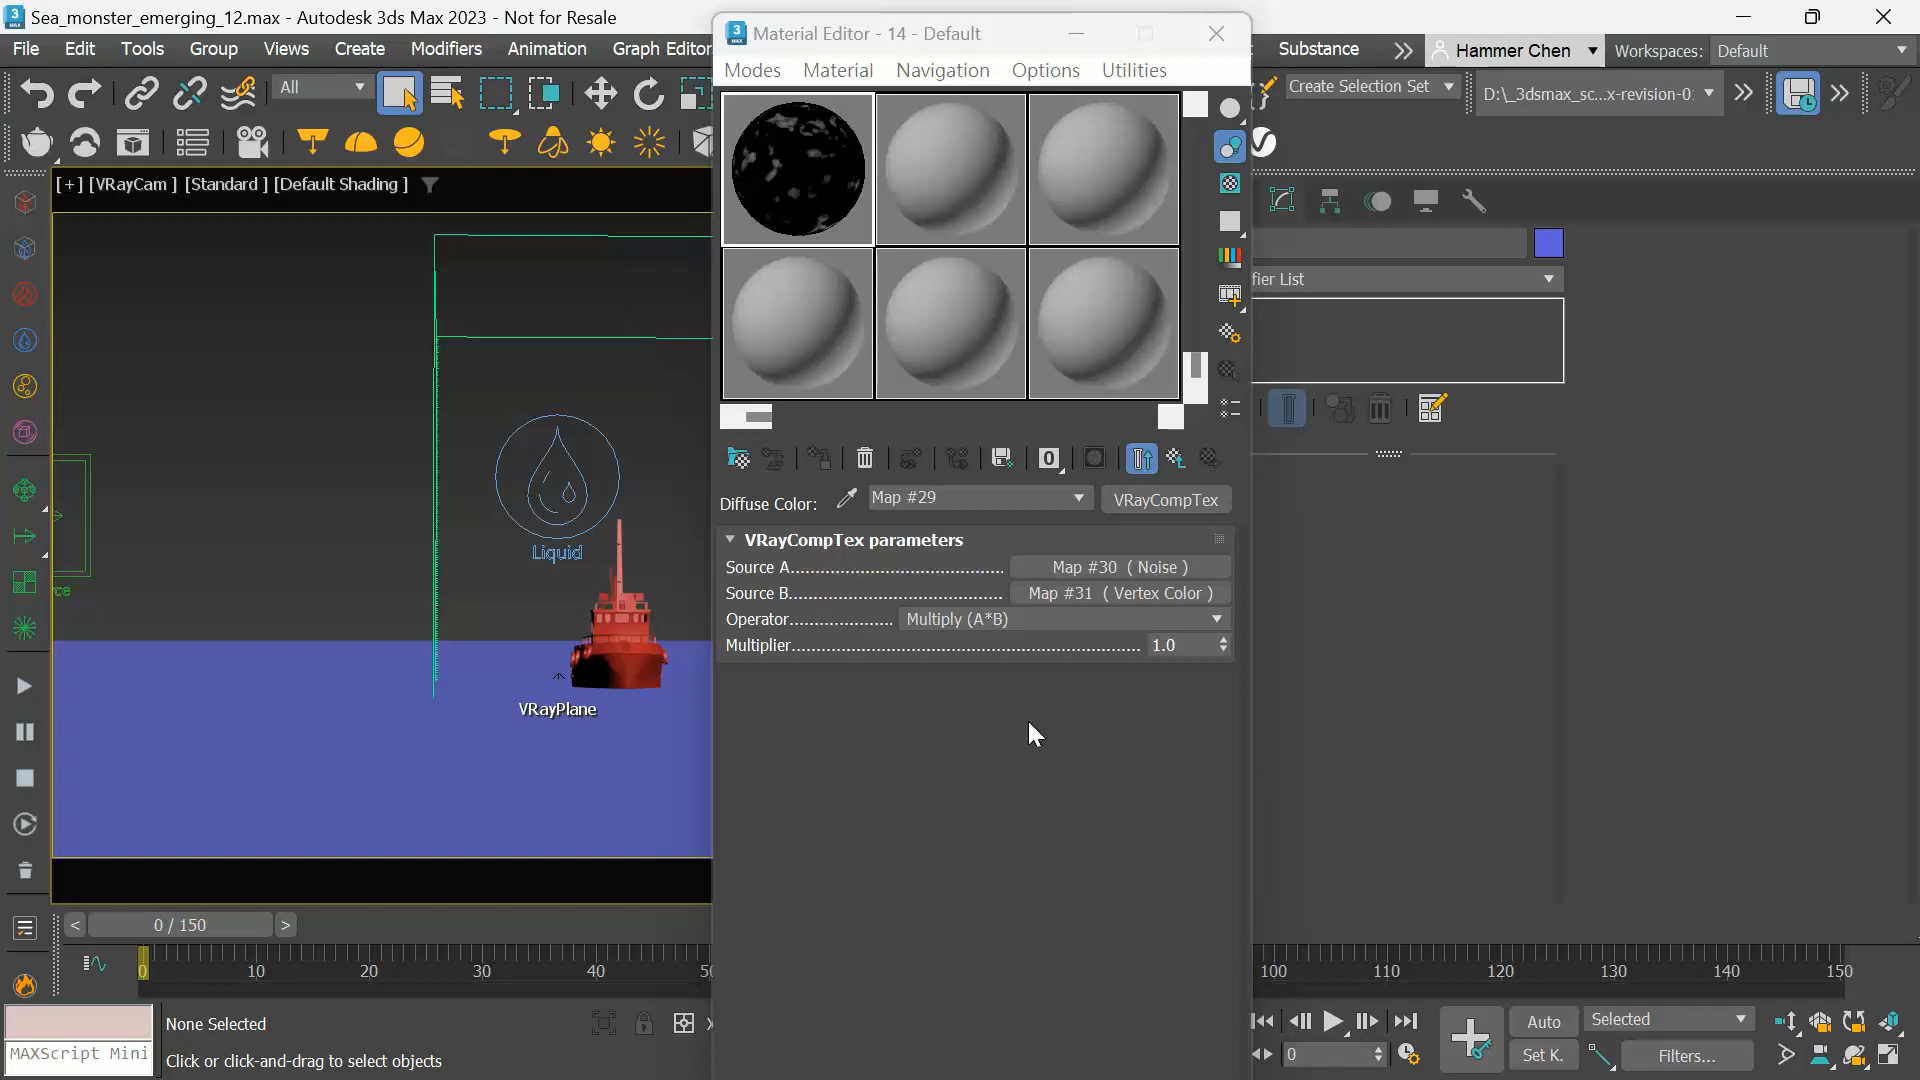 Sea_monster_emerging_12.max - Autodesk 3ds Max 2023 - Not for Resale
File Edit Tools Group Views Create Modifiers Animation Graph Editor
Substance
Hammer Chen
Workspaces: Default
All
Create Selection Set
D:\_3dsmax_sc...x-revision-0
[+] [VRayCam ] [Standard ] [Default Shading ]
Liquid
VRayPlane
Material Editor - 14 - Default
Modes Material Navigation Options Utilities
Diffuse Color: Map #29 VRayCompTex
VRayCompTex parameters
Source A........................................ Map #30 ( Noise )
Source B........................................ Map #31 ( Vertex Color )
Operator.................... Multiply (A*B)
Multiplier................................................................. 1.0
fier List
< 0 / 150 >
0 10 20 30 40 50 100 110 120 130 140 150
None Selected
MAXScript Mini
Click or click-and-drag to select objects
0
Auto
Selected
Set K.
Filters...